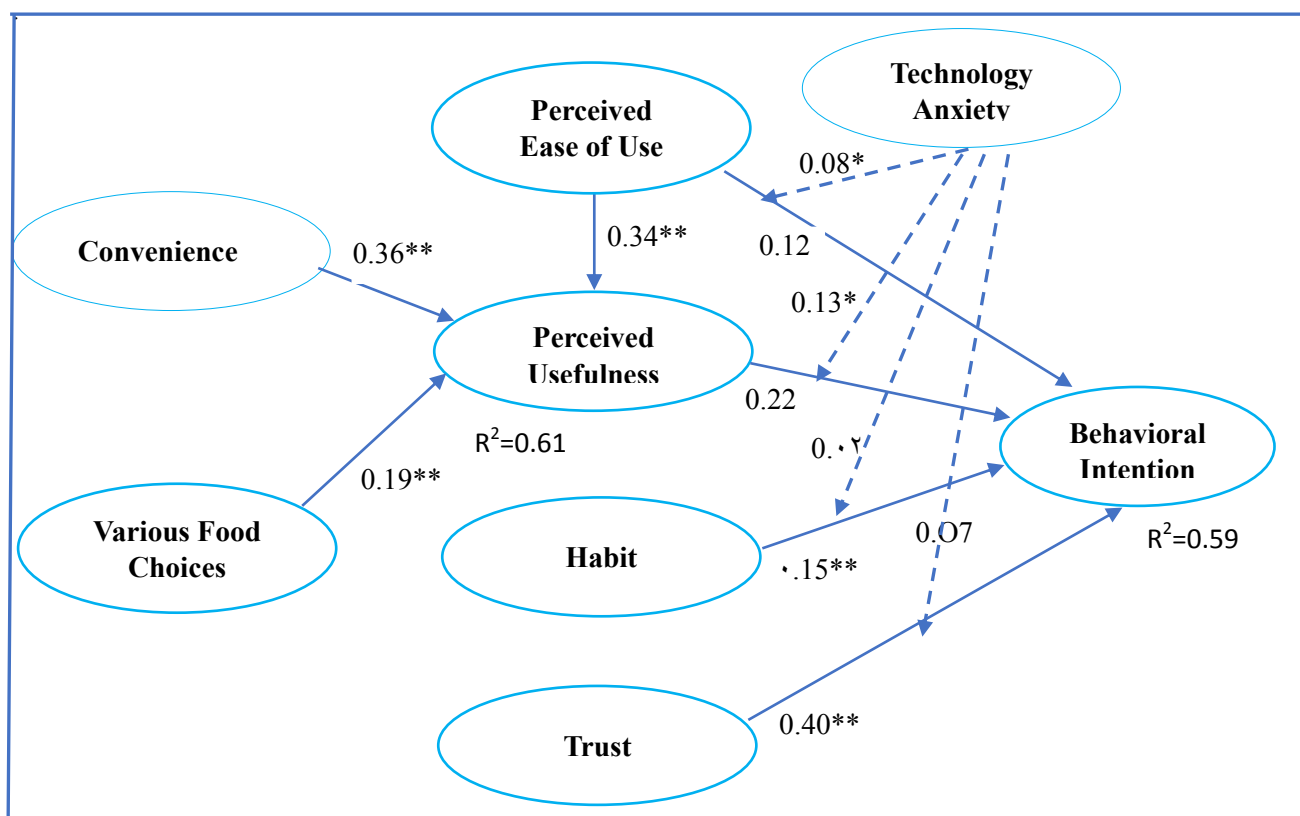 Technology
Anxiety
Perceived
Ease of Use
0.08*
Convenience
0.36**
0.34**
0.12
0.13*
Perceived
Usefulness
0.22
R²=0.61
0.٠٢
Behavioral
Intention
0.19**
Various Food
Choices
Habit
0.O7
R²=0.59
٠.15**
Trust
0.40**